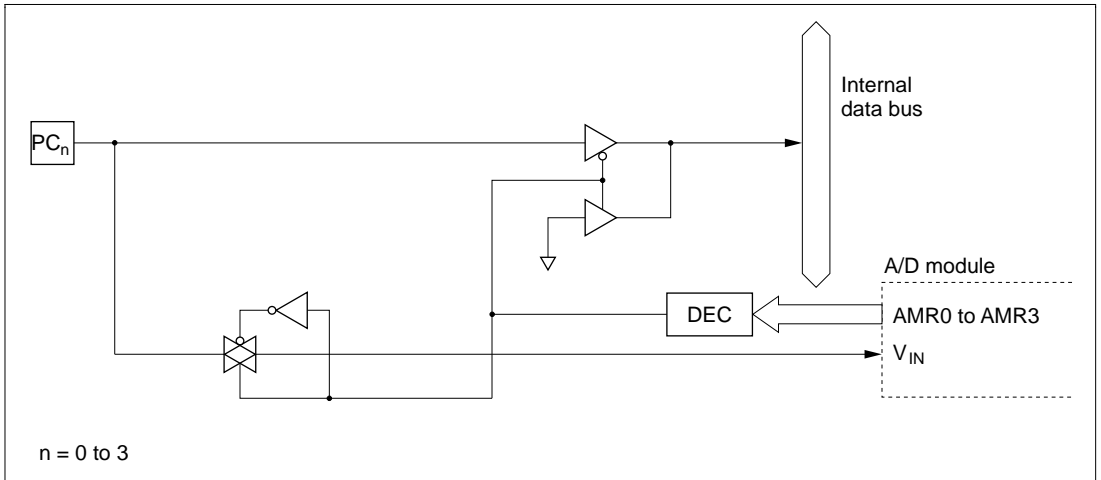 Internal
data bus
PCn
A/D module
DEC
AMR0 to AMR3
VIN
n = 0 to 3